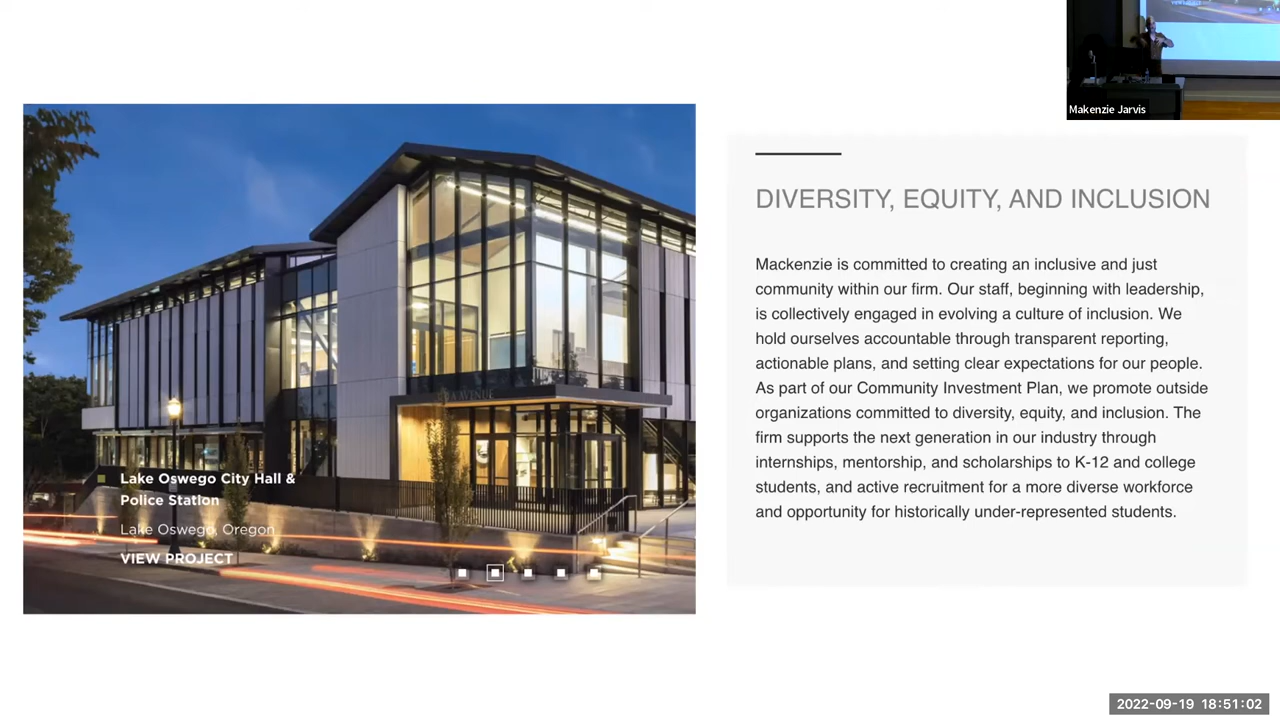 Makenzie Jarvis
DIVERSITY, EQUITY, AND INCLUSION
Mackenzie is committed to creating an inclusive and just
community within our firm. Our staff, beginning with leadership,
is collectively engaged in evolving a culture of inclusion. We
hold ourselves accountable through transparent reporting,
actionable plans, and setting clear expectations for our people.
As part of our Community Investment Plan, we promote outside
organizations committed to diversity, equity, and inclusion. The
firm supports the next generation in our industry through
internships, mentorship, and scholarships to K-12 and college
students, and active recruitment for a more diverse workforce
and opportunity for historically under-represented students.
Lake Oswego City Hall &
Police Station
Lake Oswego, Oregon
VIEW PROJECT
2022-09-19 18:51:02